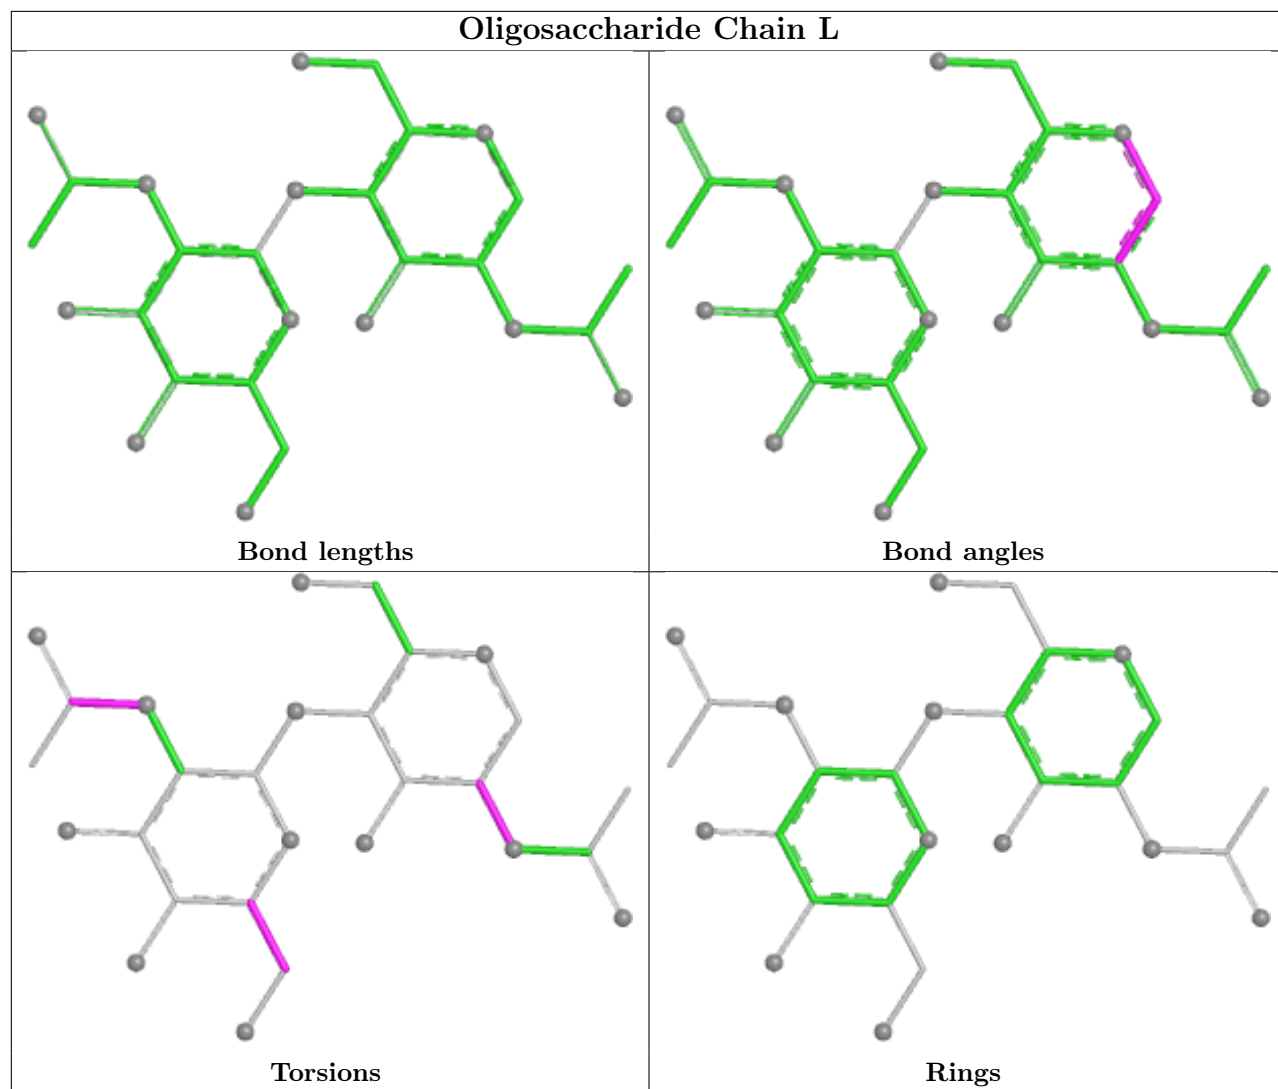 Oligosaccharide Chain L
Bond lengths
Bond angles
Torsions
Rings